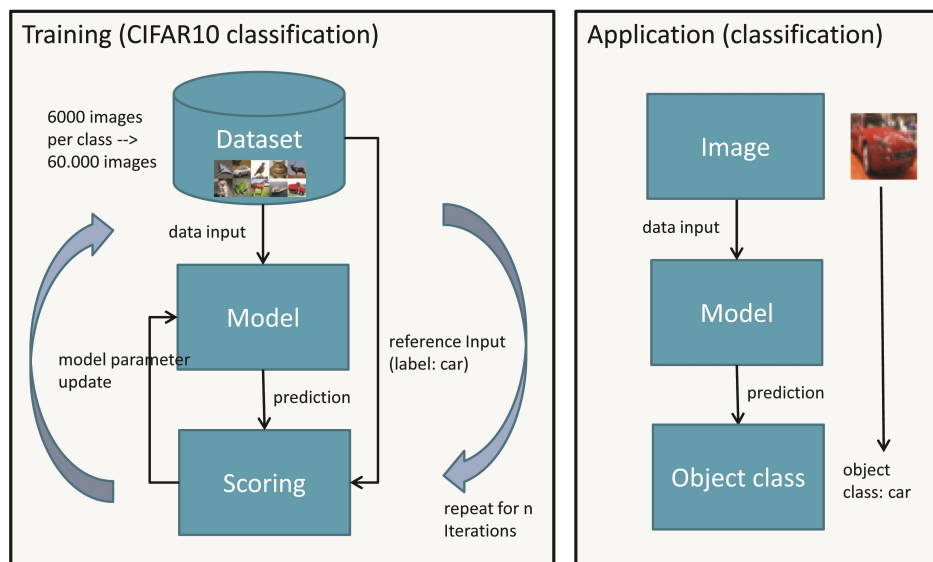 Training (CIFAR10 classification)
6000 images
per class -->
60.000 images
Dataset
data input
Model
model parameter
update
reference Input
(label: car)
prediction
Scoring
repeat for n
Iterations
Application (classification)
Image
data input
Model
prediction
Object class
object
class: car